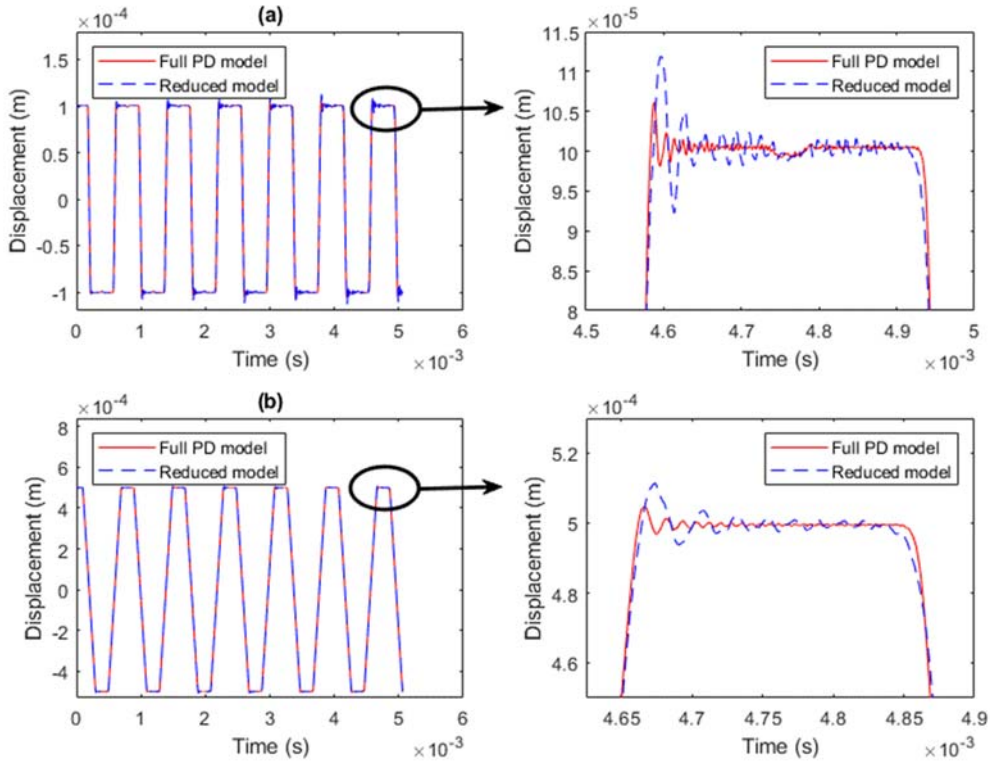 (a)
×10⁻⁴
1.5
1
0.5
0
-0.5
-1
Displacement (m)
Full PD model
Reduced model
0 1 2 3 4 5 6
Time (s)
×10⁻³
×10⁻⁵
11.5
11
10.5
10
9.5
9
8.5
8
Displacement (m)
Full PD model
Reduced model
4.5 4.6 4.7 4.8 4.9 5
Time (s)
×10⁻³
(b)
×10⁻⁴
8
6
4
2
0
-2
-4
Displacement (m)
Full PD model
Reduced model
0 1 2 3 4 5 6
Time (s)
×10⁻³
×10⁻⁴
5.2
5
4.8
4.6
Displacement (m)
Full PD model
Reduced model
4.65 4.7 4.75 4.8 4.85 4.9
Time (s)
×10⁻³